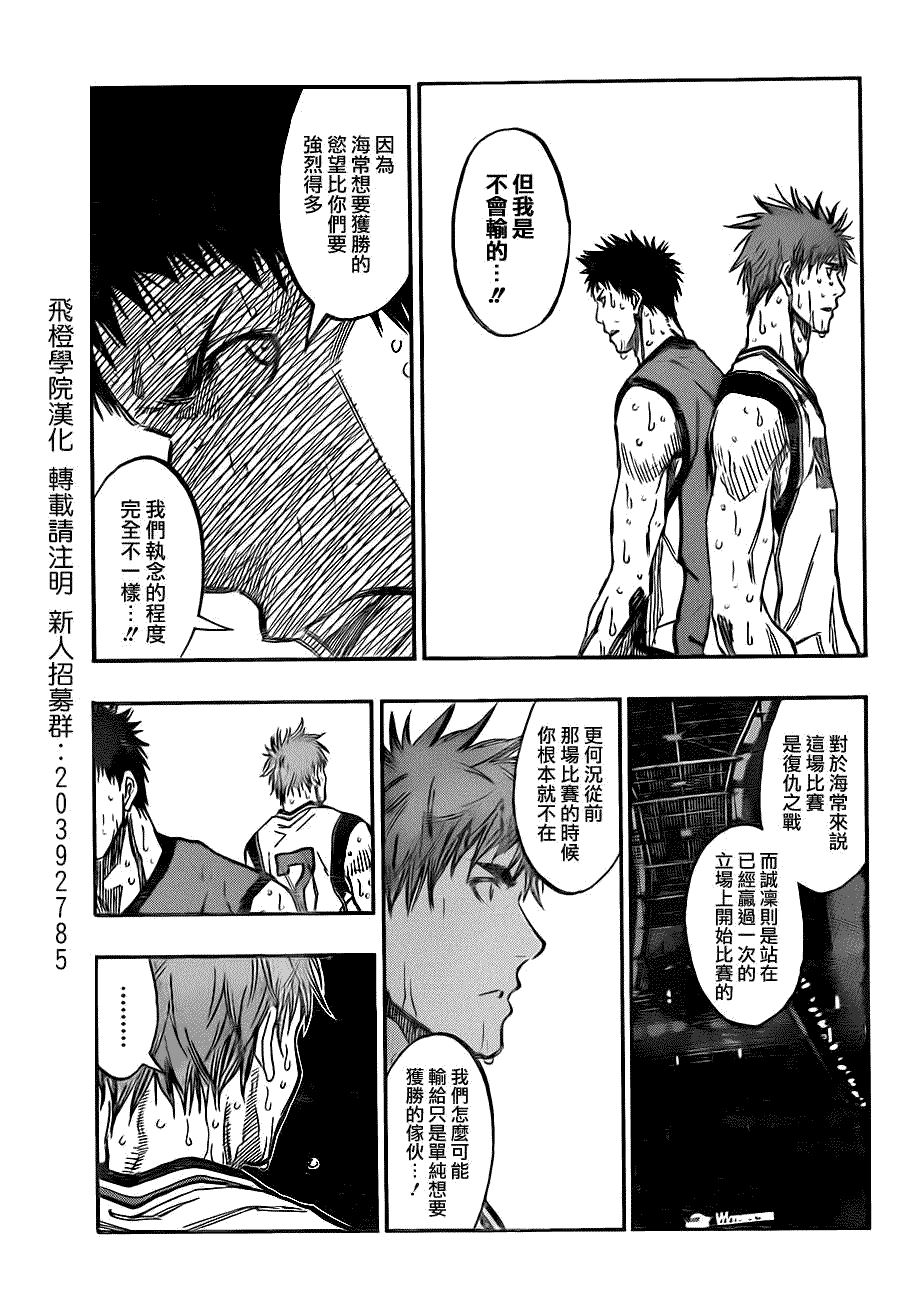 但我是
不會輸的…!!
因為
海常想要獲勝的
慾望比你們要
強烈得多
我們執念的程度
完全不一樣…!!
對於海常來說
這場比賽
是復仇之戰
而誠凜則是站在
已經贏過一次的
立場上開始比賽的
更何況從前
那場比賽的時候
你根本就不在
我們怎麼可能
輸給只是單純想要
獲勝的傢伙…!
7
………
飛橙學院漢化 轉載請注明 新人招募群：20392785